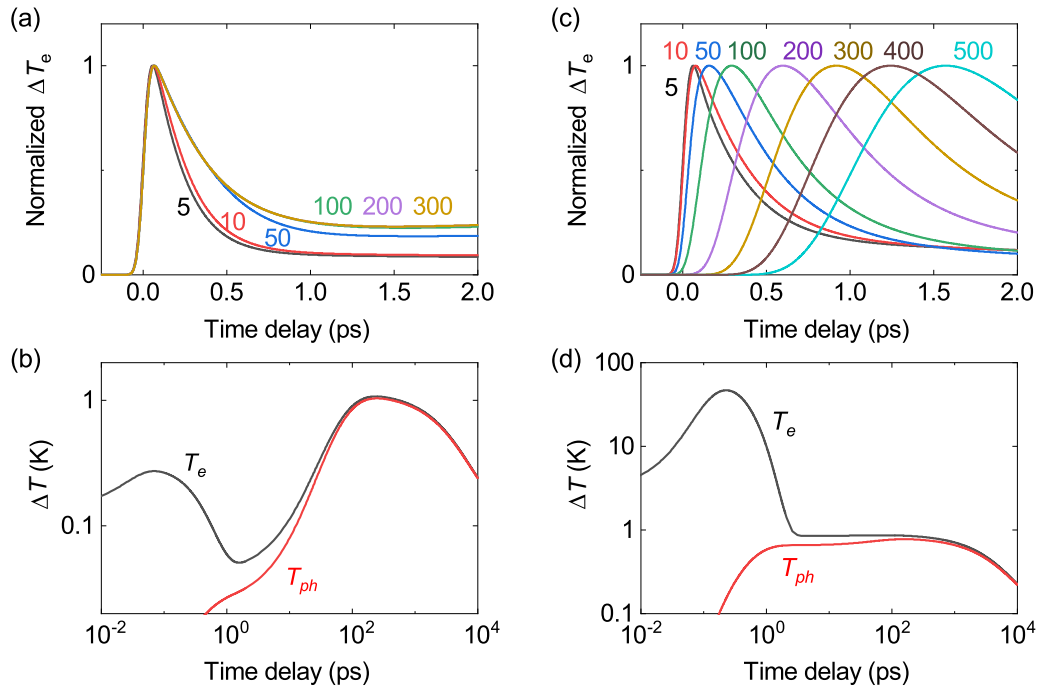 (a)
Normalized ΔTe
1
0
5
10
50
100 200 300
0.0 0.5 1.0 1.5 2.0
Time delay (ps)
(c)
Normalized ΔTe
1
0
10 50 100 200 300 400 500
5
0.0 0.5 1.0 1.5 2.0
Time delay (ps)
(b)
ΔT (K)
1
0.1
Te
Tph
10⁻² 10⁰ 10² 10⁴
Time delay (ps)
(d)
ΔT (K)
100
10
1
0.1
Te
Tph
10⁻² 10⁰ 10² 10⁴
Time delay (ps)